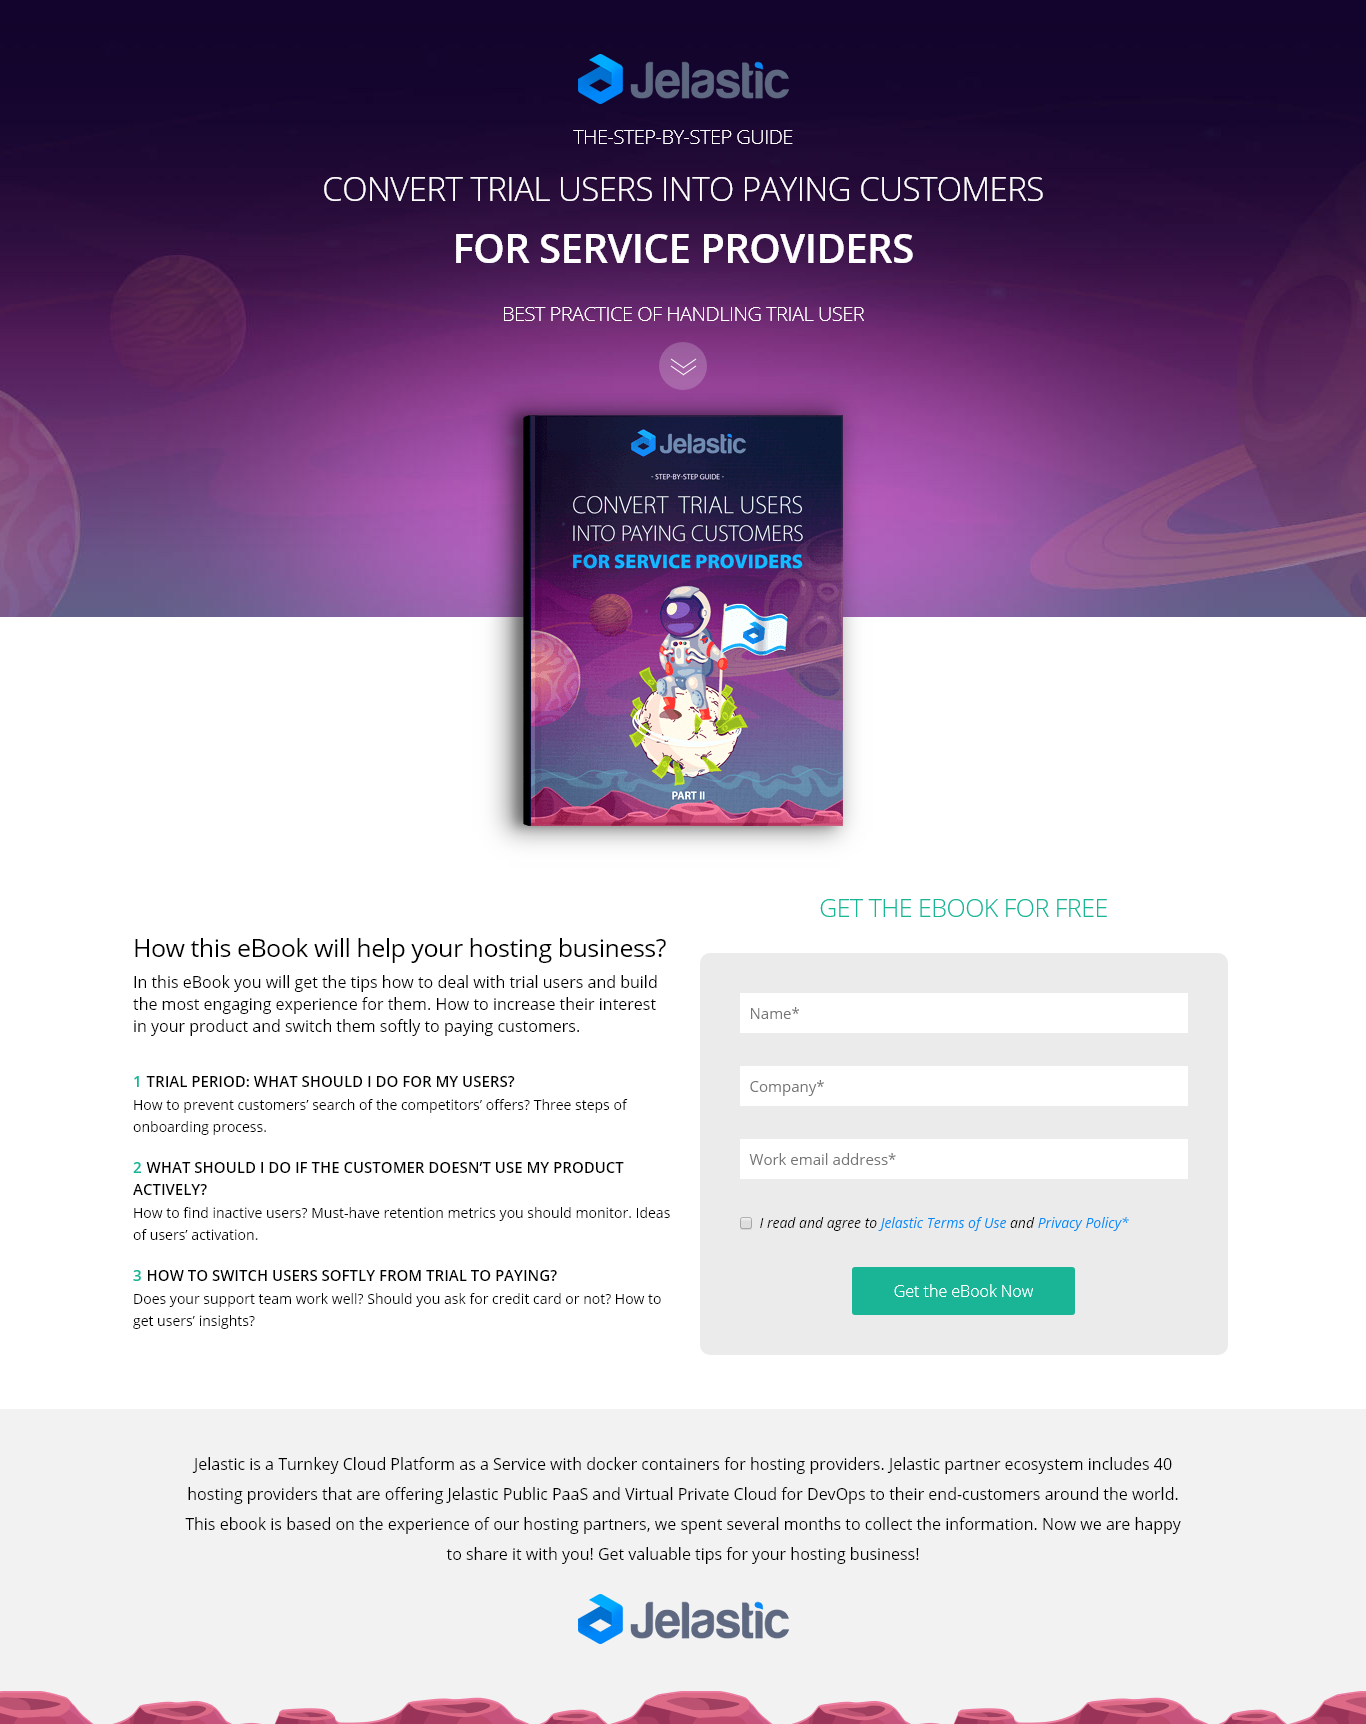 Jelastic
THE-STEP-BY-STEP GUIDE
CONVERT TRIAL USERS INTO PAYING CUSTOMERS
FOR SERVICE PROVIDERS
BEST PRACTICE OF HANDLING TRIAL USER
Jelastic
- STEP-BY-STEP GUIDE -
CONVERT TRIAL USERS
INTO PAYING CUSTOMERS
FOR SERVICE PROVIDERS
PART II
How this eBook will help your hosting business?
In this eBook you will get the tips how to deal with trial users and build
the most engaging experience for them. How to increase their interest
in your product and switch them softly to paying customers.
1 TRIAL PERIOD: WHAT SHOULD I DO FOR MY USERS?
How to prevent customers’ search of the competitors’ offers? Three steps of
onboarding process.
2 WHAT SHOULD I DO IF THE CUSTOMER DOESN’T USE MY PRODUCT
ACTIVELY?
How to find inactive users? Must-have retention metrics you should monitor. Ideas
of users’ activation.
3 HOW TO SWITCH USERS SOFTLY FROM TRIAL TO PAYING?
Does your support team work well? Should you ask for credit card or not? How to
get users’ insights?
GET THE EBOOK FOR FREE
Name*
Company*
Work email address*
I read and agree to Jelastic Terms of Use and Privacy Policy*
Get the eBook Now
Jelastic is a Turnkey Cloud Platform as a Service with docker containers for hosting providers. Jelastic partner ecosystem includes 40
hosting providers that are offering Jelastic Public PaaS and Virtual Private Cloud for DevOps to their end-customers around the world.
This ebook is based on the experience of our hosting partners, we spent several months to collect the information. Now we are happy
to share it with you! Get valuable tips for your hosting business!
Jelastic